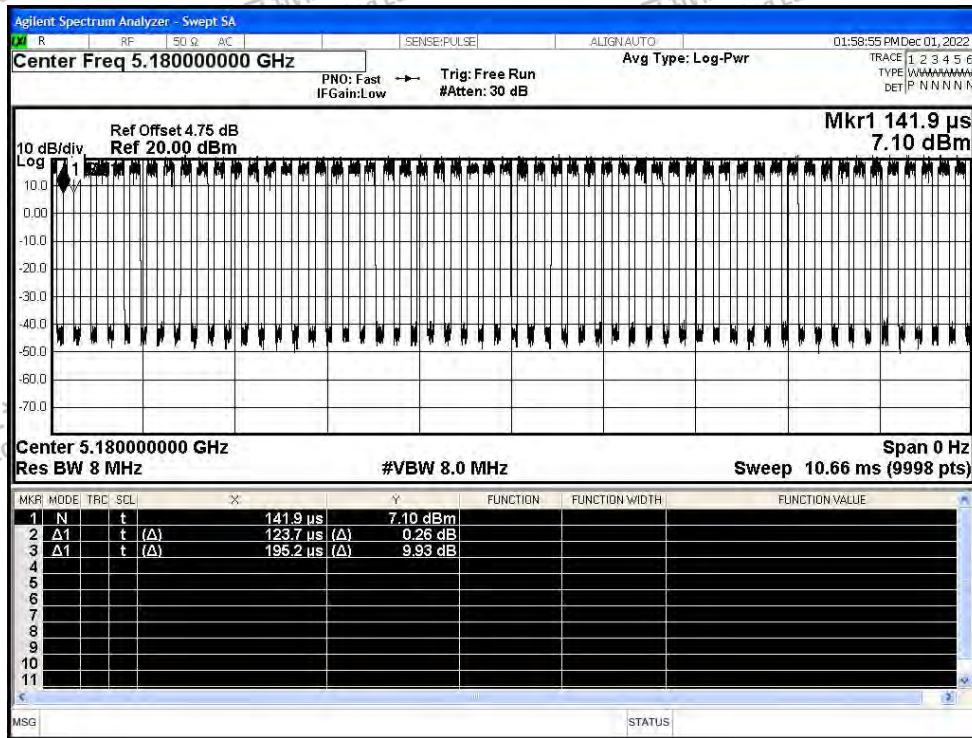 Agilent Spectrum Analyzer - Swept SA
R RF 50 Ω AC SENSE:PULSE ALIGNAUTO 01:58:55 PM Dec 01, 2022
Center Freq 5.180000000 GHz Avg Type: Log-Pwr TRACE 1 2 3 4 5 6
PNO: Fast Trig: Free Run TYPE
IFGain:Low #Atten: 30 dB DET P N N N N N
Mkr1 141.9 µs
Ref Offset 4.75 dB
7.10 dBm
10 dB/div Ref 20.00 dBm
Log
1
10.0
0.00
-10.0
-20.0
-30.0
-40.0
-50.0
-60.0
-70.0
Center 5.180000000 GHz Span 0 Hz
Res BW 8 MHz #VBW 8.0 MHz Sweep 10.66 ms (9998 pts)
MKR MODE TRC SCL X Y FUNCTION FUNCTION WIDTH FUNCTION VALUE
1 N t 141.9 µs 7.10 dBm
2 Δ1 t (Δ) 123.7 µs (Δ) 0.26 dB
3 Δ1 t (Δ) 195.2 µs (Δ) 9.93 dB
4
5
6
7
8
9
10
11
MSG STATUS